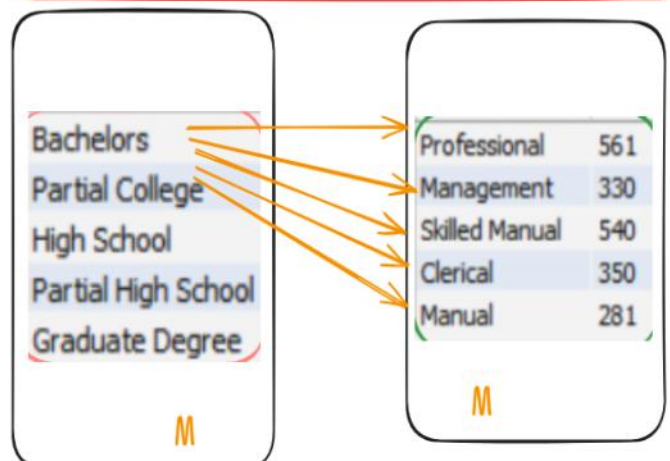 Bachelors
Partial College
High School
Partial High School
Graduate Degree
M
Professional 561
Management 330
Skilled Manual 540
Clerical 350
Manual 281
M